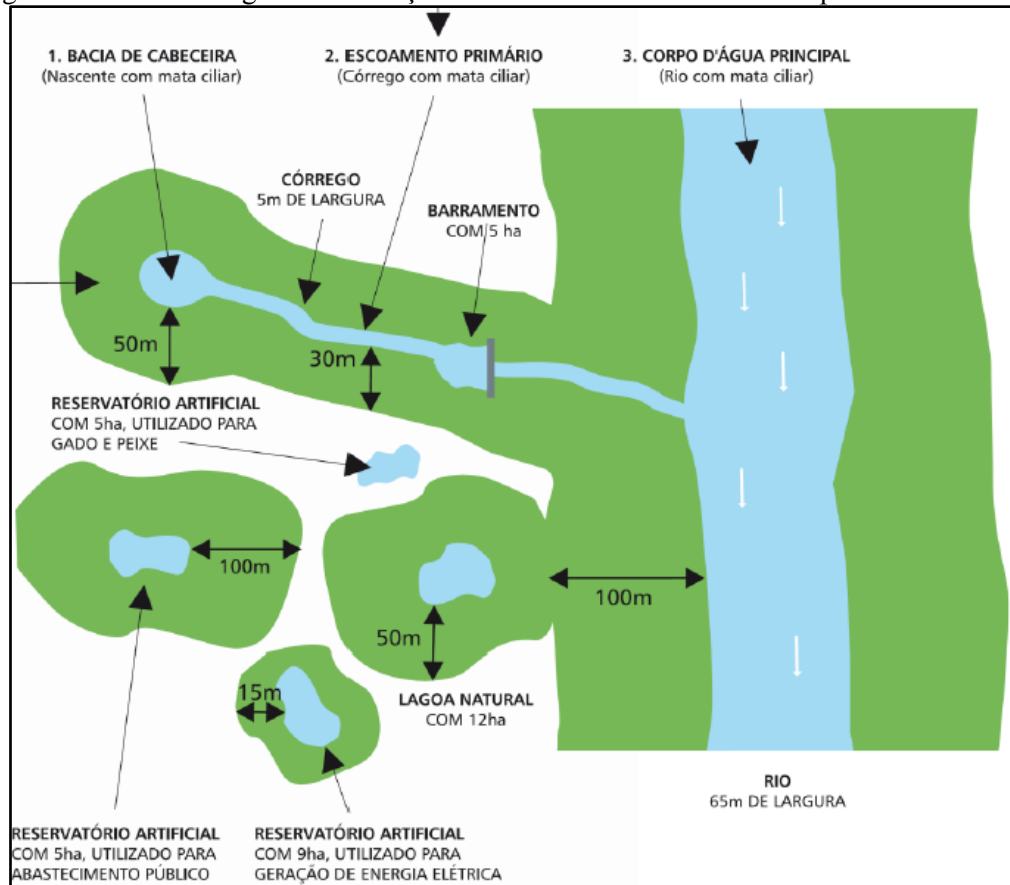 1. BACIA DE CABECEIRA
(Nascente com mata ciliar)
2. ESCOAMENTO PRIMÁRIO
(Córrego com mata ciliar)
3. CORPO D'ÁGUA PRINCIPAL
(Rio com mata ciliar)
CÓRREGO
5m DE LARGURA
BARRAMENTO
COM 5 ha
50m
30m
RESERVATÓRIO ARTIFICIAL
COM 5ha, UTILIZADO PARA
GADO E PEIXE
100m
100m
50m
15m
LAGOA NATURAL
COM 12ha
RIO
65m DE LARGURA
RESERVATÓRIO ARTIFICIAL
COM 5ha, UTILIZADO PARA
ABASTECIMENTO PÚBLICO
RESERVATÓRIO ARTIFICIAL
COM 9ha, UTILIZADO PARA
GERAÇÃO DE ENERGIA ELÉTRICA